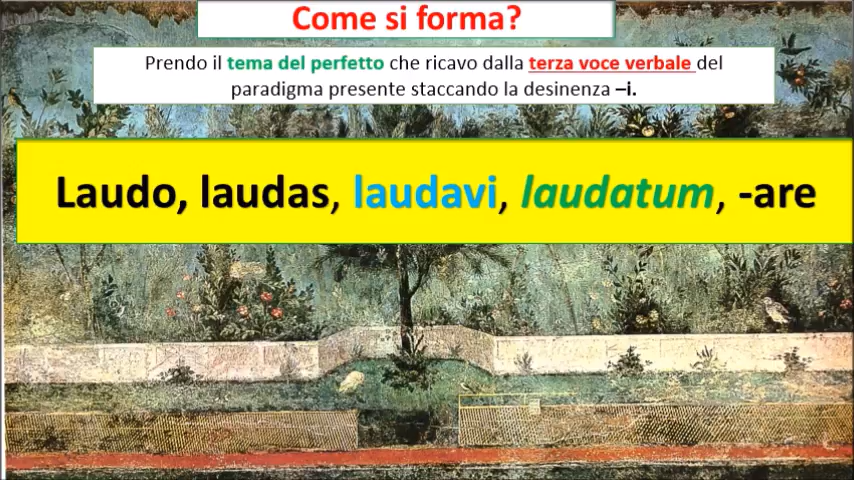 Come si forma?
Prendo il tema del perfetto che ricavo dalla terza voce verbale del
paradigma presente staccando la desinenza –i.
Laudo, laudas, laudavi, laudatum, -are